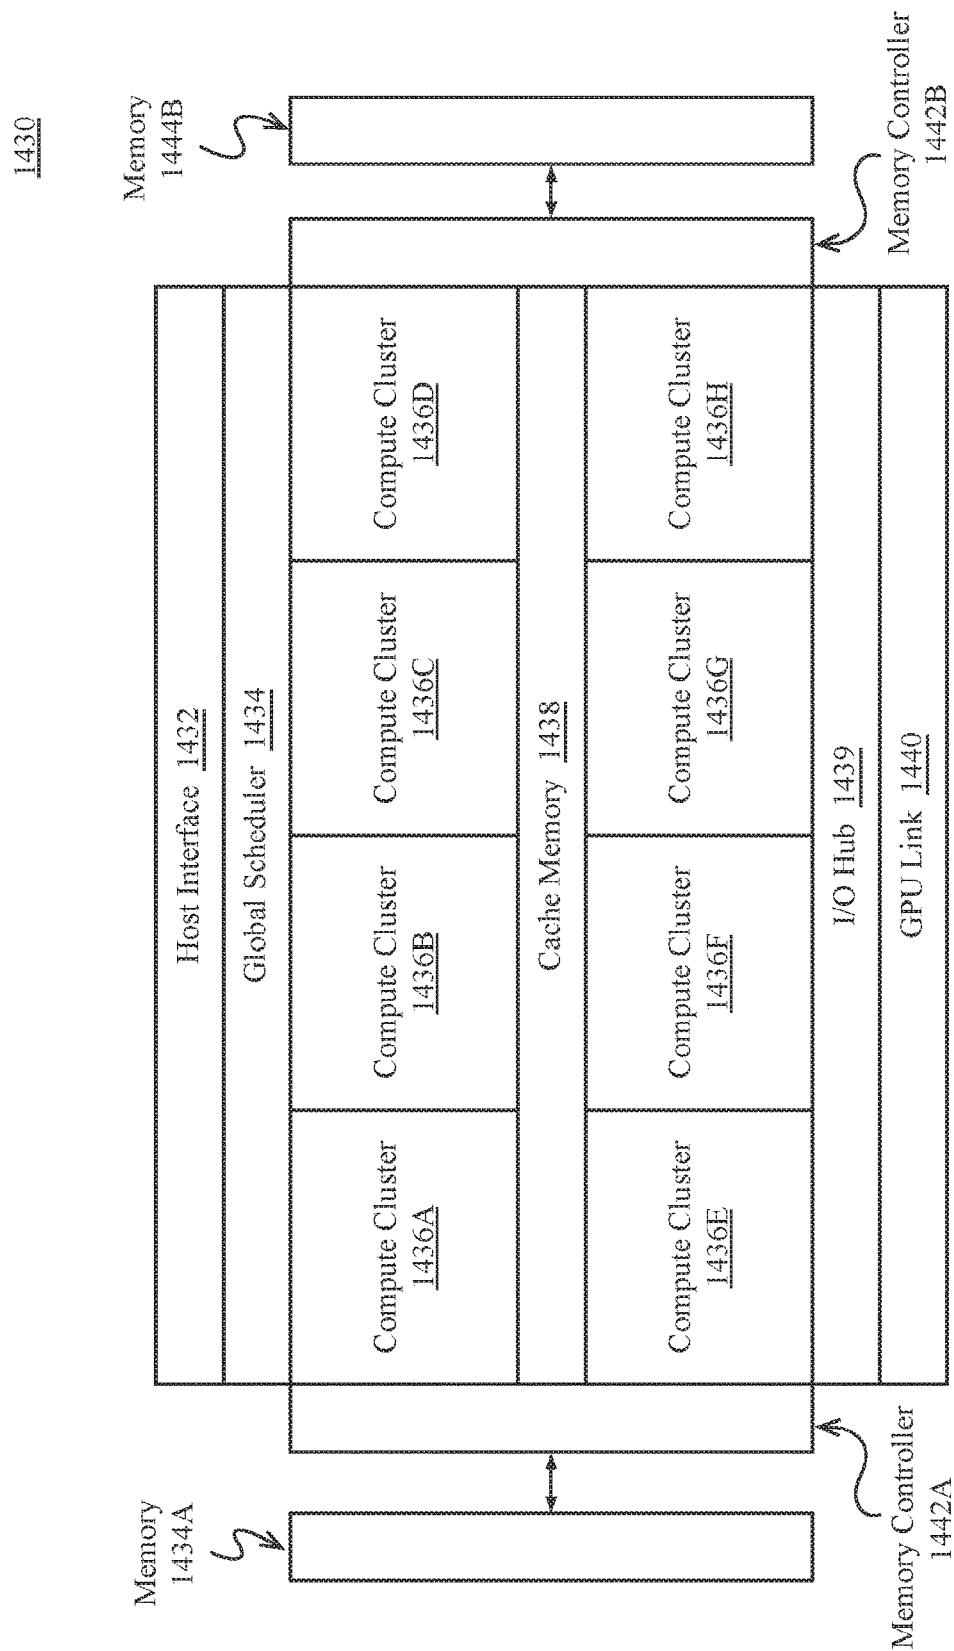 1430
Memory
1434A
Memory
1444B
Host Interface 1432
Global Scheduler 1434
Compute Cluster
1436A
Compute Cluster
1436B
Compute Cluster
1436C
Compute Cluster
1436D
Cache Memory 1438
Compute Cluster
1436E
Compute Cluster
1436F
Compute Cluster
1436G
Compute Cluster
1436H
I/O Hub 1439
GPU Link 1440
Memory Controller
1442A
Memory Controller
1442B